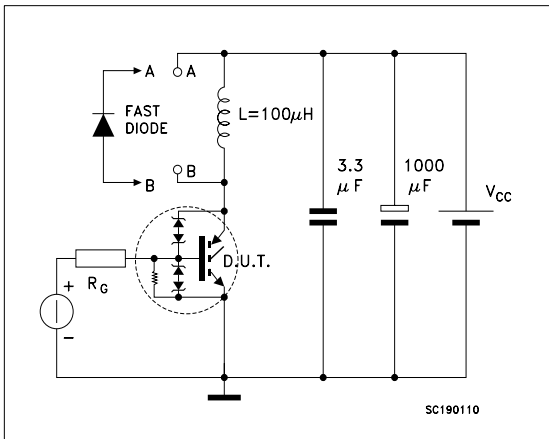 A A
FAST
DIODE
L=100μH
B B
3.3
μF
1000
μF
VCC
D.U.T.
+
RG
-
SC190110